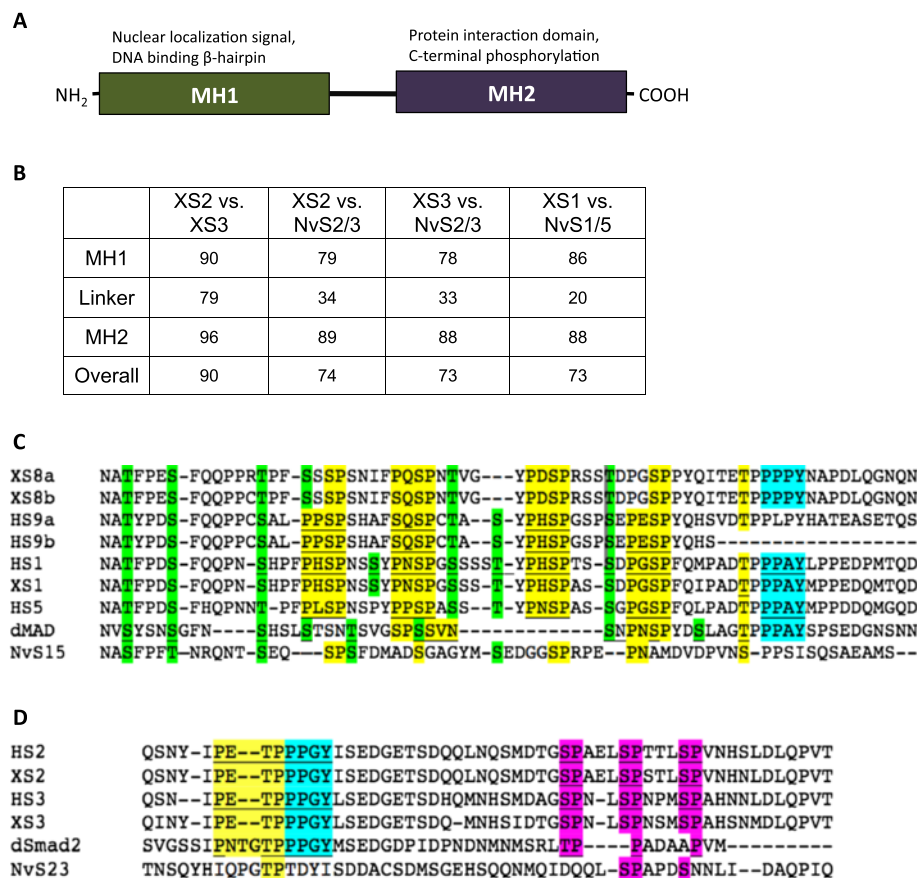 A
Nuclear localization signal,
DNA binding β-hairpin
Protein interaction domain,
C-terminal phosphorylation
NH2 MH1 MH2 COOH
B
XS2 vs. XS3 XS2 vs. NvS2/3 XS3 vs. NvS2/3 XS1 vs. NvS1/5
MH1 90 79 78 86
Linker 79 34 33 20
MH2 96 89 88 88
Overall 90 74 73 73
C
XS8a NATFPES-FQQPPRTPF-SSSPSNIFPQSPNTVG---YPDSPRSSTDPGSPPYQITETPPPPYNAPDLQGNQN
XS8b NATFPES-FQQPPCTPF-SSSPSNIFPQSPNTVG---YPDSPRSSTDPGSPPYQITETPPPPYNAPDLQGNQN
HS9a NATYPDS-FQQPPCSAL-PPSPSHAFSQSPCTA--S-YPHSPGSPSEPESPYQHSVDTPPLPYHATEASETQS
HS9b NATYPDS-FQQPPCSAL-PPSPSHAFSQSPCTA--S-YPHSPGSPSEPESPYQHS------------------
HS1 NATYPDS-FQQPN-SHPFPHSPNSSYPNSPGSSSST-YPHSPTS-SDPGSPFQMPADTPPPAYLPPEDPMTQD
XS1 NATYPDS-FQQPN-SHPFPHSPNSSYPNSPGSSSST-YPHSPAS-SDPGSPFQIPADTPPPAYMPPEDQMTQD
HS5 NATYPDS-FHQPNNT-PFPLSPNSPYPPSPASS--T-YPNSPAS-SGPGSPFQLPADTPPPAYMPPDDQMGQD
dMAD NVSYSNSGFN----SHSLSTSNTSVGSPSSVN-------------SNPNSPYDSLAGTPPPAYSPSEDGNSNN
NvS15 NASFPFT-NRQNT-SEQ---SPSFDMADSGAGYM-SEDGGSPRPE--PNAMDVDPVNS-PPSISQSAEAMS--
D
HS2 QSNY-IPE--TPPPGYISEDGETSDQQLNQSMDTGSPAELSPTTLSPVNHSLDLQPVT
XS2 QSNY-IPE--TPPPGYISEDGETSDQQLNQSMDTGSPAELSPSTLSPVNHNLDLQPVT
HS3 QSN--IPE--TPPPGYLSEDGETSDHQMNHSMDAGSPN-LSPNPMSPAHNNLDLQPVT
XS3 QINY-IPE--TPPPGYLSEDGETSDQ-MNHSIDTGSPN-LSPNSMSPAHSNMDLQPVT
dSmad2 SVGSSIPNTGTPPPGYMSEDGDPIDPNDNMNMSRLTP----PADAAPVM---------
NvS23 TNSQYHIQPGTPTDYISDDACSDMSGEHSQQNMQIDQQL-SPAPDSNNLI--DAQPIQ